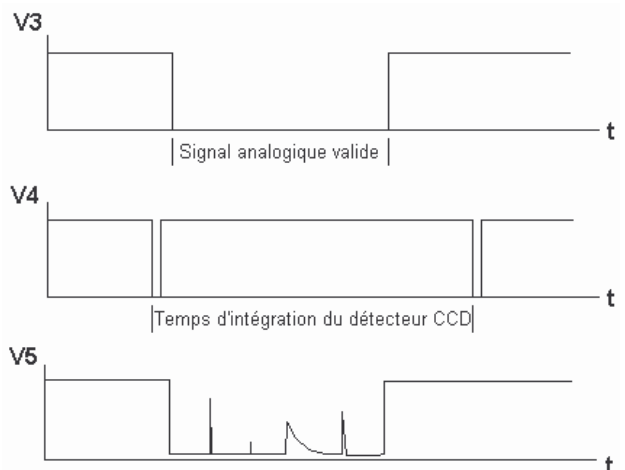 V3
t
Signal analogique valide
V4
t
Temps d'intégration du détecteur CCD
V5
t